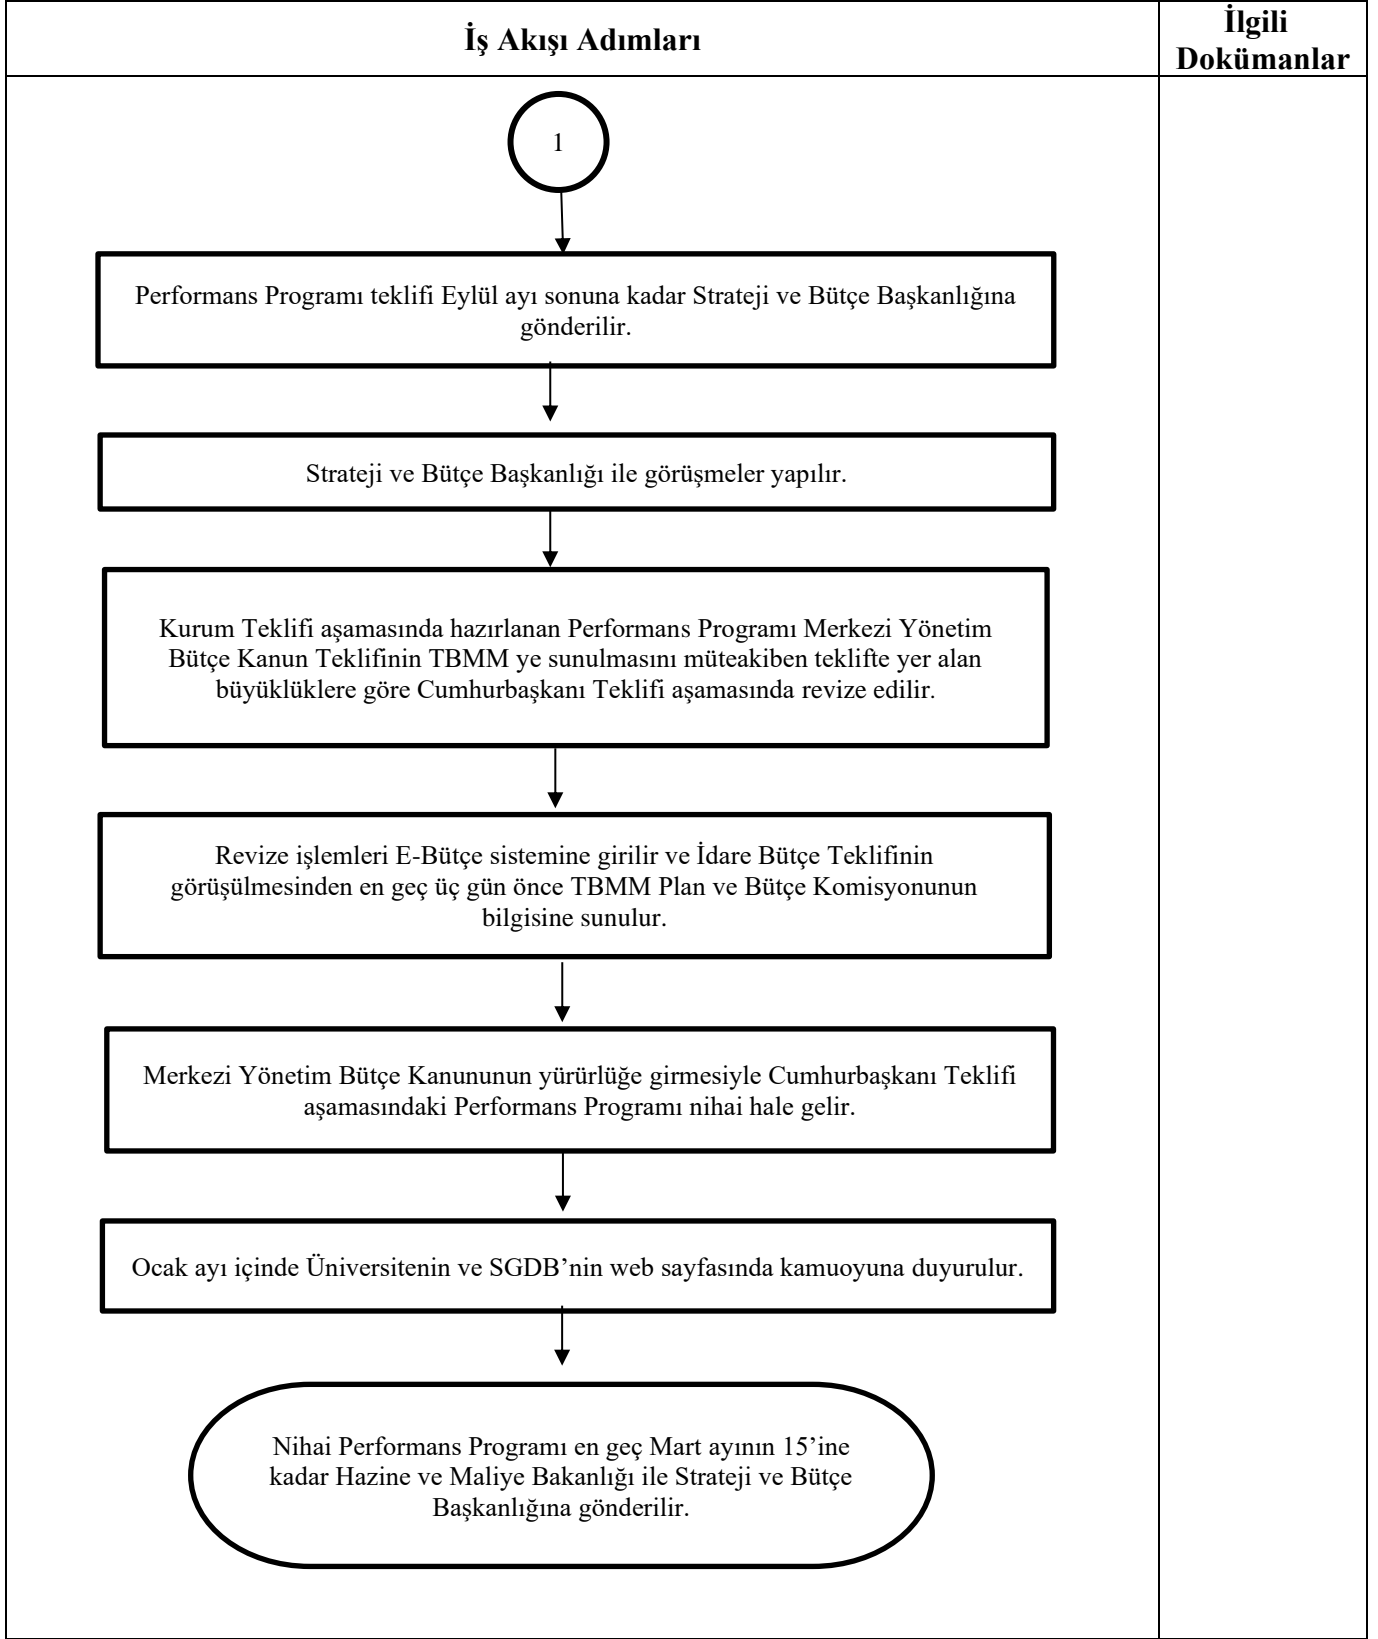 İş Akışı Adımları
İlgili
Dokümanlar
1
Performans Programı teklifi Eylül ayı sonuna kadar Strateji ve Bütçe Başkanlığına
gönderilir.
Strateji ve Bütçe Başkanlığı ile görüşmeler yapılır.
Kurum Teklifi aşamasında hazırlanan Performans Programı Merkezi Yönetim
Bütçe Kanun Teklifinin TBMM ye sunulmasını müteakiben teklifte yer alan
büyüklüklere göre Cumhurbaşkanı Teklifi aşamasında revize edilir.
Revize işlemleri E-Bütçe sistemine girilir ve İdare Bütçe Teklifinin
görüşülmesinden en geç üç gün önce TBMM Plan ve Bütçe Komisyonunun
bilgisine sunulur.
Merkezi Yönetim Bütçe Kanununun yürürlüğe girmesiyle Cumhurbaşkanı Teklifi
aşamasındaki Performans Programı nihai hale gelir.
Ocak ayı içinde Üniversitenin ve SGDB’nin web sayfasında kamuoyuna duyurulur.
Nihai Performans Programı en geç Mart ayının 15’ine
kadar Hazine ve Maliye Bakanlığı ile Strateji ve Bütçe
Başkanlığına gönderilir.